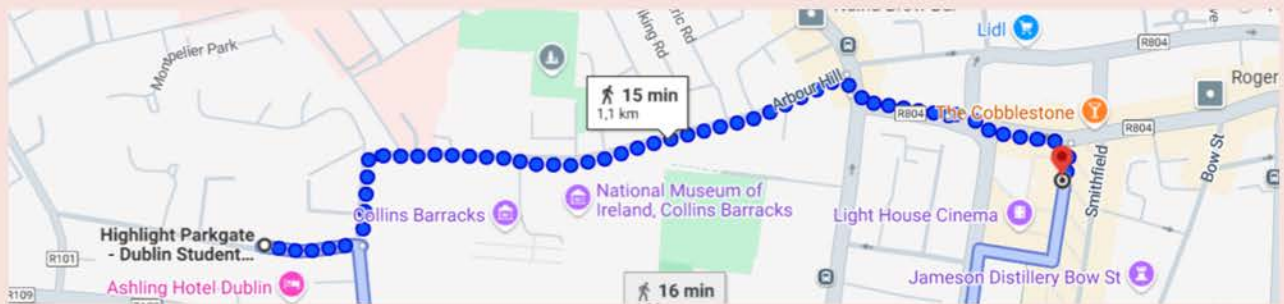 Montpelier Park
Lidl
R804
15 min
1,1 km
Arbour Hill
R804
The Cobblestone
Roger
R804
National Museum of
Ireland, Collins Barracks
Collins Barracks
Light House Cinema
Smithfield
Bow St
Highlight Parkgate
- Dublin Student...
R101
Ashling Hotel Dublin
R109
16 min
Jameson Distillery Bow St